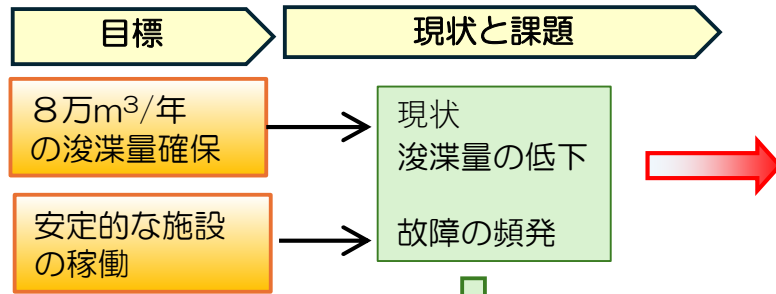 目標
現状と課題
８万m³/年
の浚渫量確保
現状
浚渫量の低下
安定的な施設
の稼働
故障の頻発